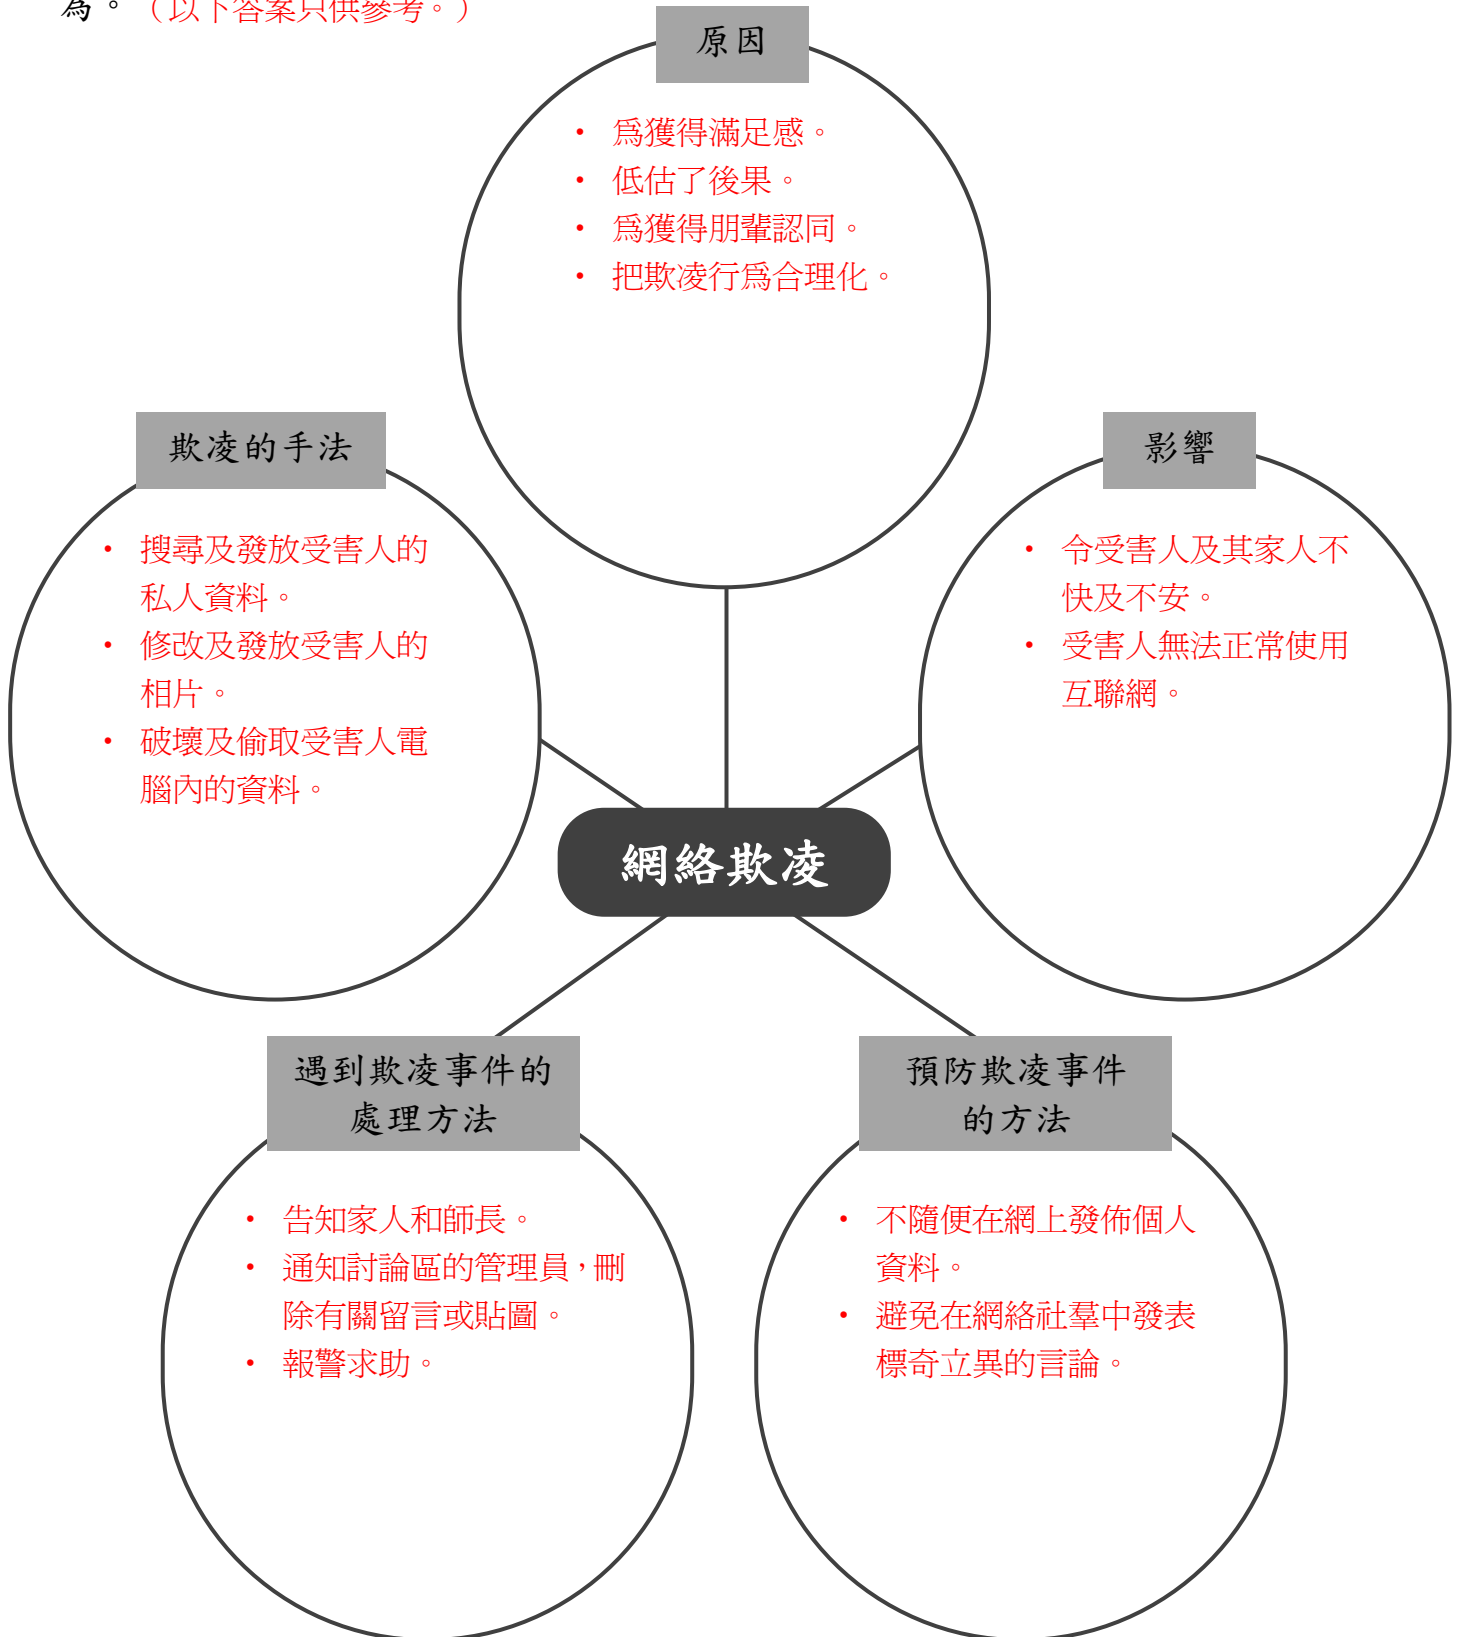 為。（以下答案只供參考。）
原因
• 爲獲得滿足感。
• 低估了後果。
• 爲獲得朋輩認同。
• 把欺凌行爲合理化。
欺凌的手法
• 搜尋及發放受害人的
私人資料。
• 修改及發放受害人的
相片。
• 破壞及偷取受害人電
腦內的資料。
影響
• 令受害人及其家人不
快及不安。
• 受害人無法正常使用
互聯網。
網絡欺凌
遇到欺凌事件的
處理方法
• 告知家人和師長。
• 通知討論區的管理員，刪
除有關留言或貼圖。
• 報警求助。
預防欺凌事件
的方法
• 不隨便在網上發佈個人
資料。
• 避免在網絡社羣中發表
標奇立異的言論。